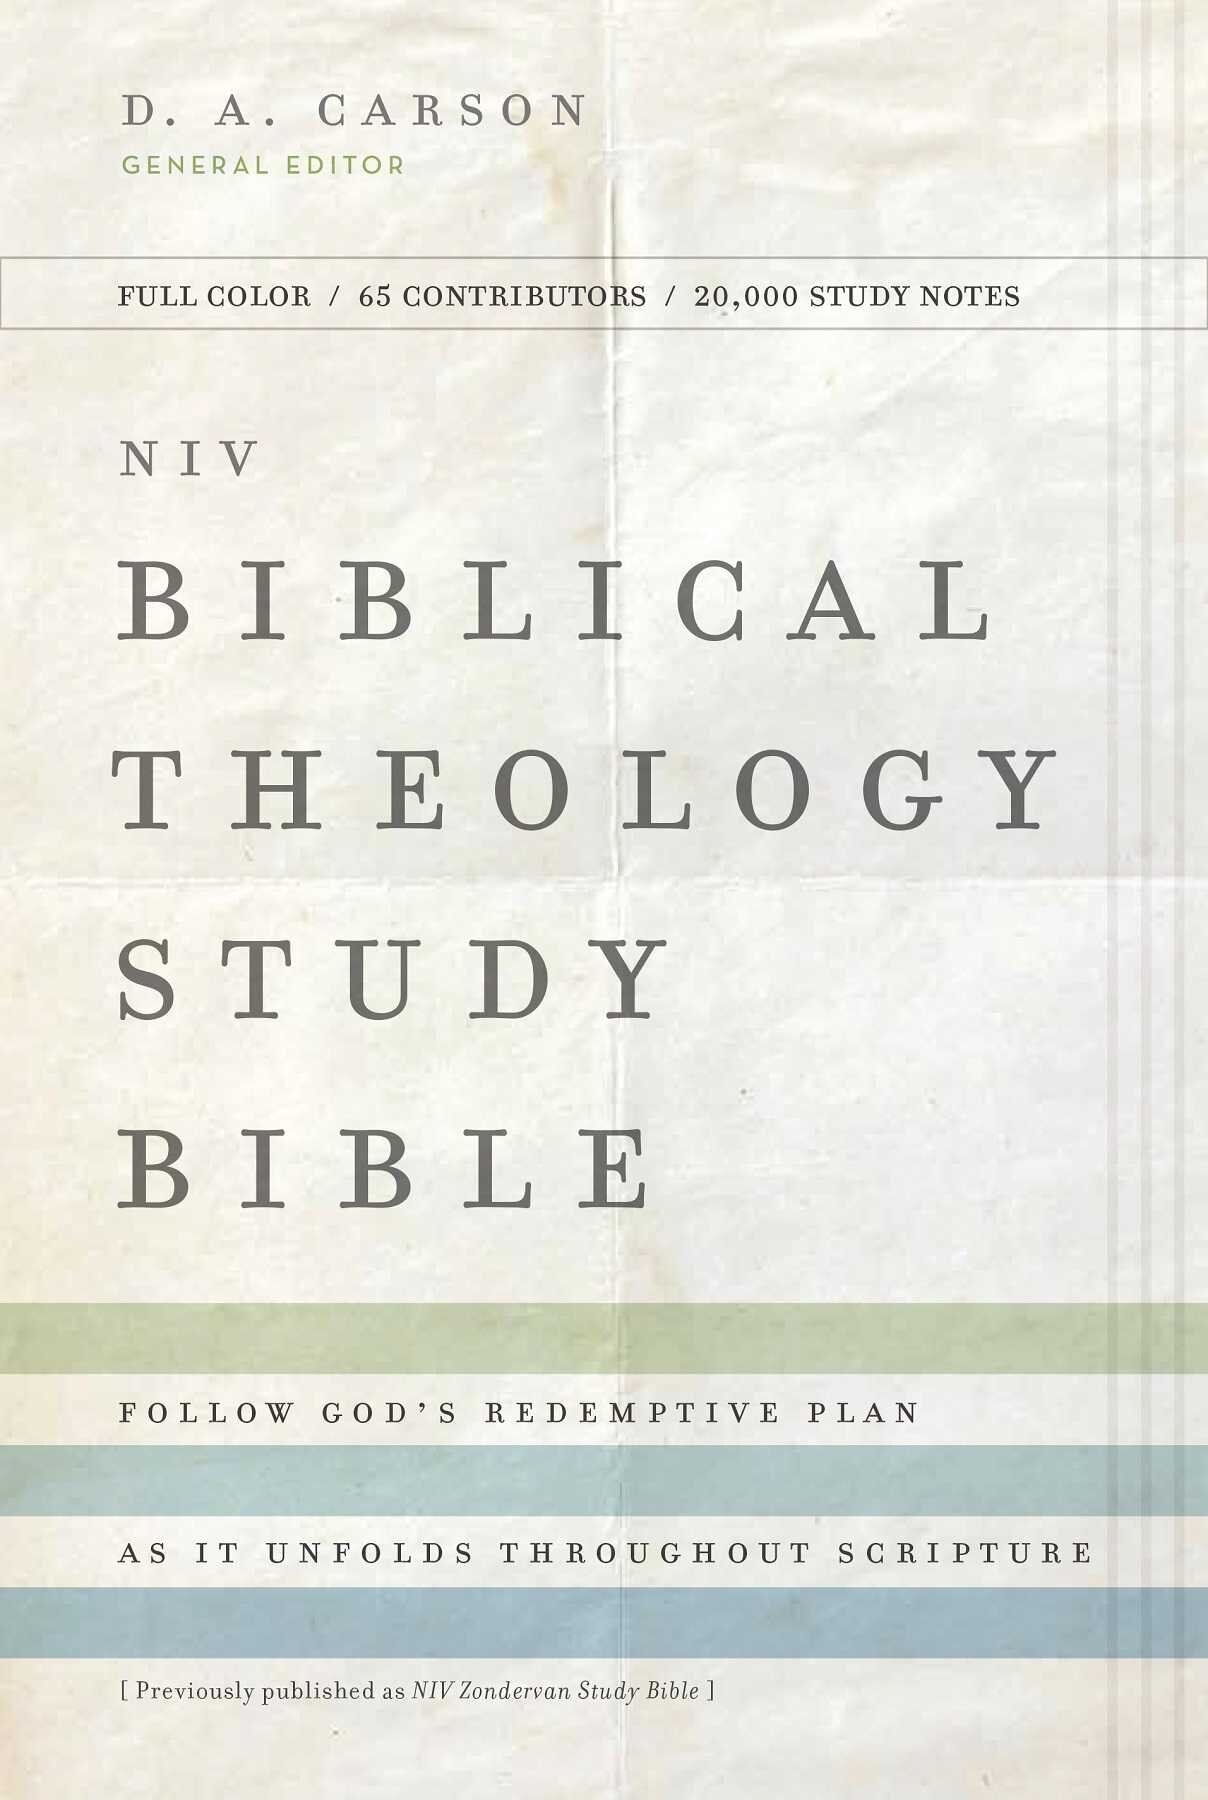 D. A. CARSON
GENERAL EDITOR
FULL COLOR / 65 CONTRIBUTORS / 20,000 STUDY NOTES
NIV
BIBLICAL
THEOLOGY
STUDY
BIBLE
FOLLOW GOD'S REDEMPTIVE PLAN
AS IT UNFOLDS THROUGHOUT SCRIPTURE
[ Previously published as NIV Zondervan Study Bible ]